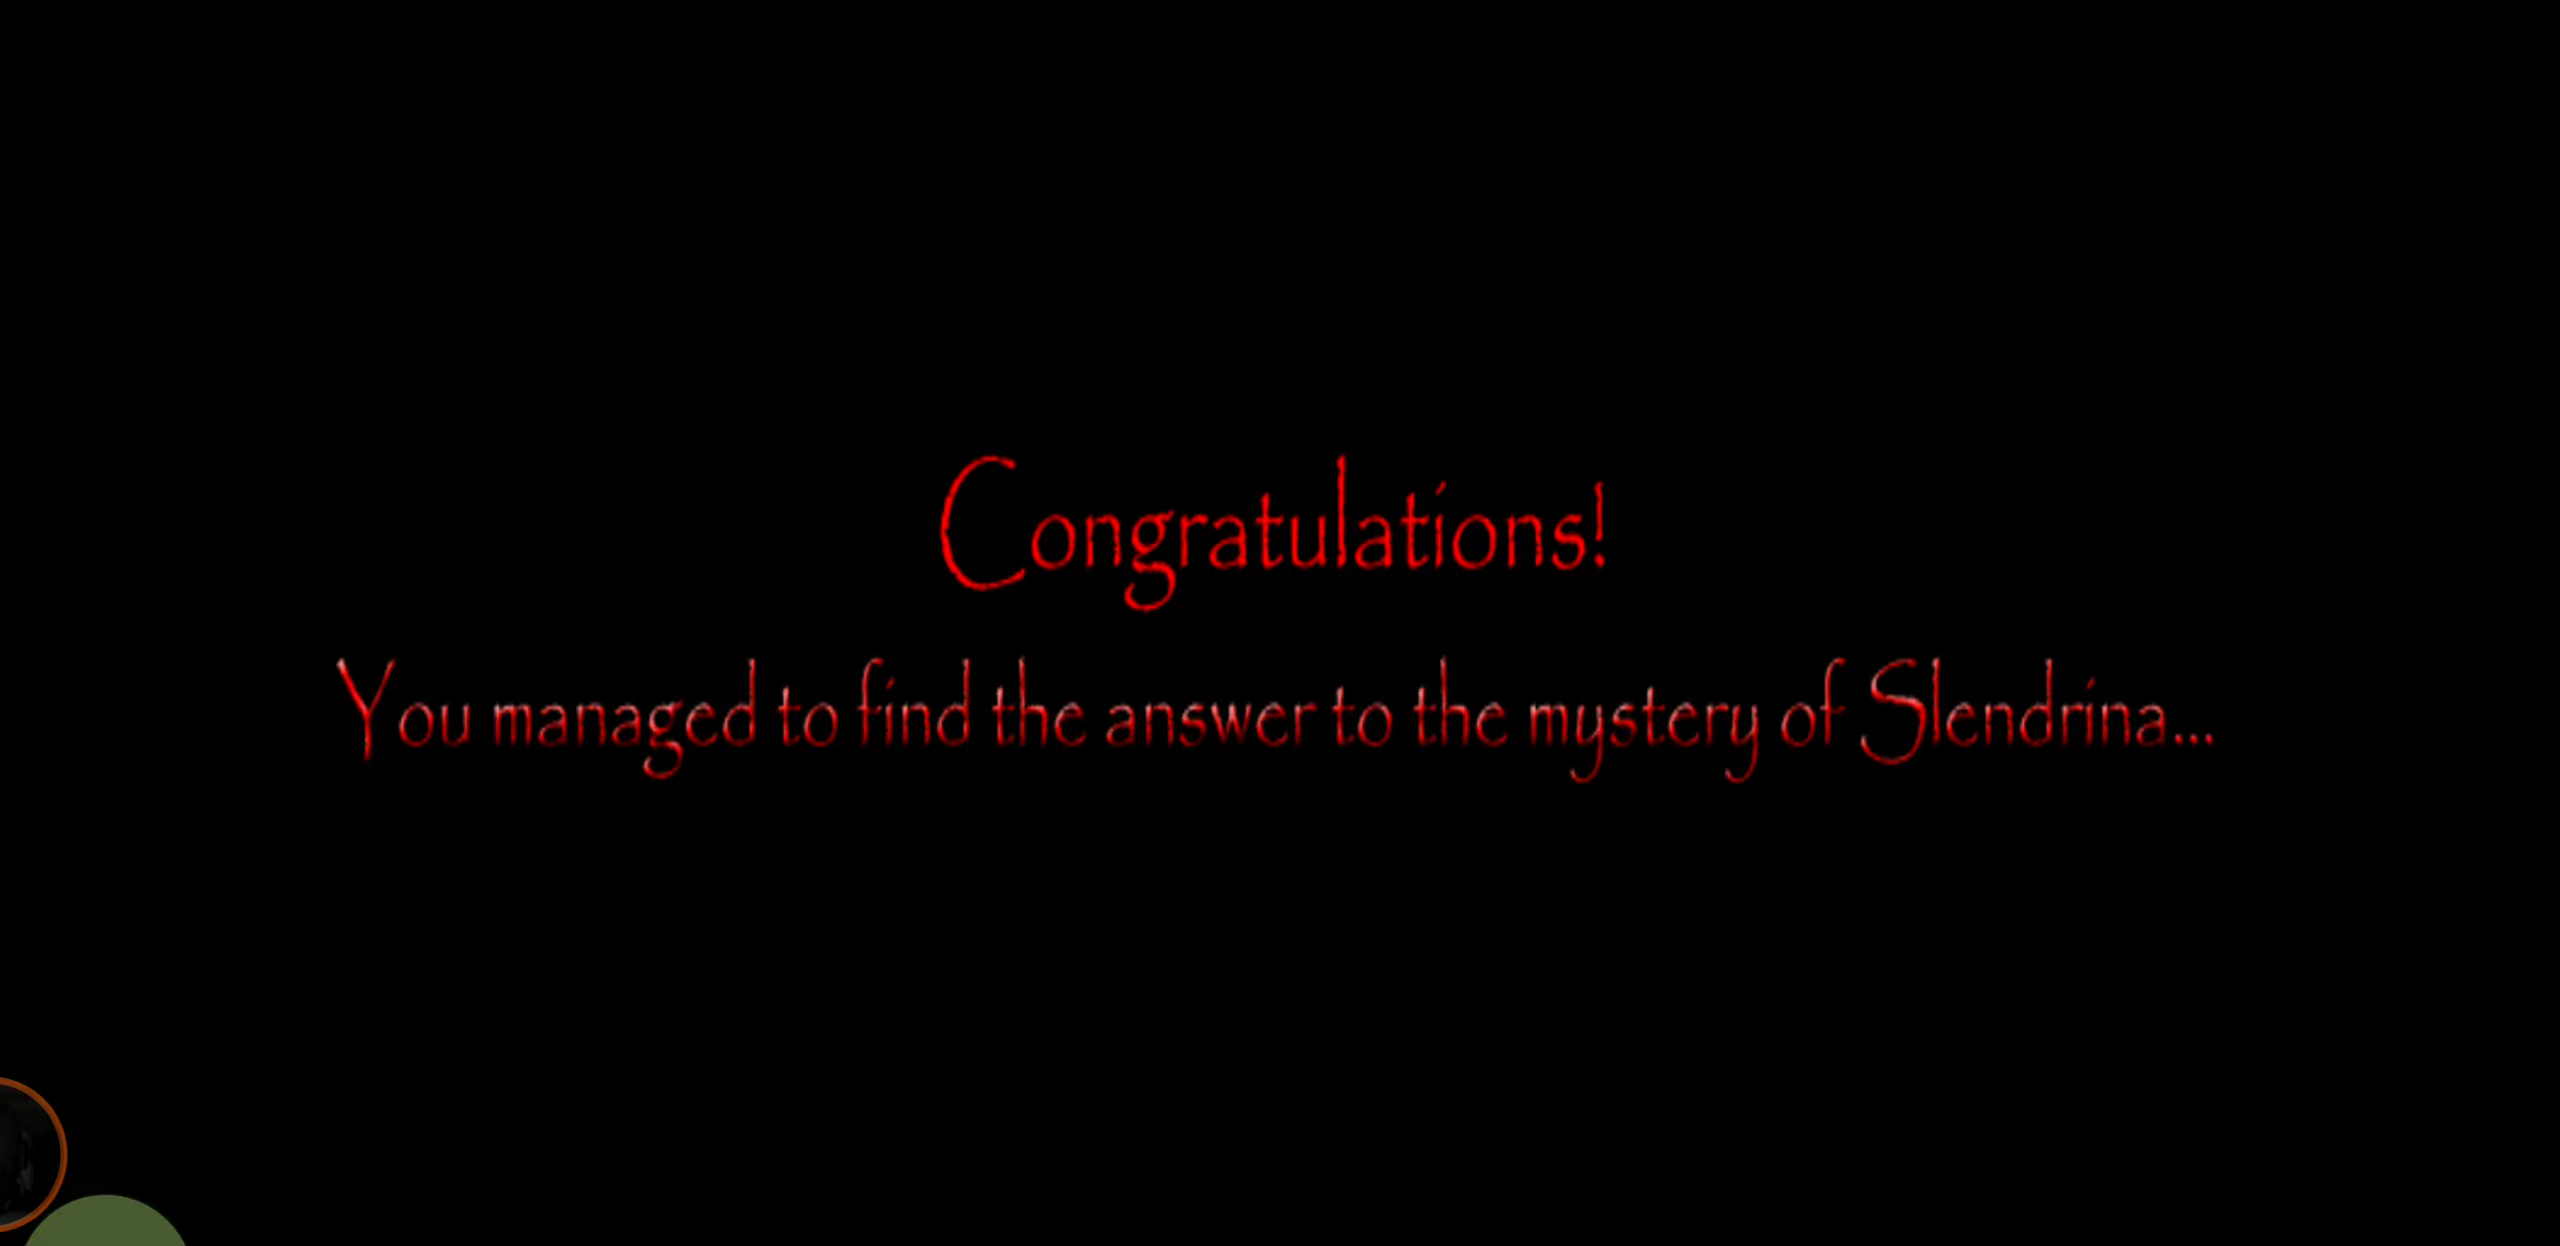 Congratulations!
You managed to find the answer to the mystery of Slendrina...